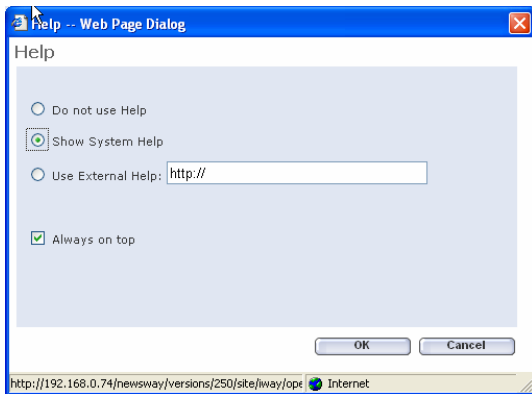 Help -- Web Page Dialog
Help
Do not use Help
Show System Help
Use External Help: http://
Always on top
OK Cancel
http://192.168.0.74/newsway/versions/250/site/iway/ope Internet